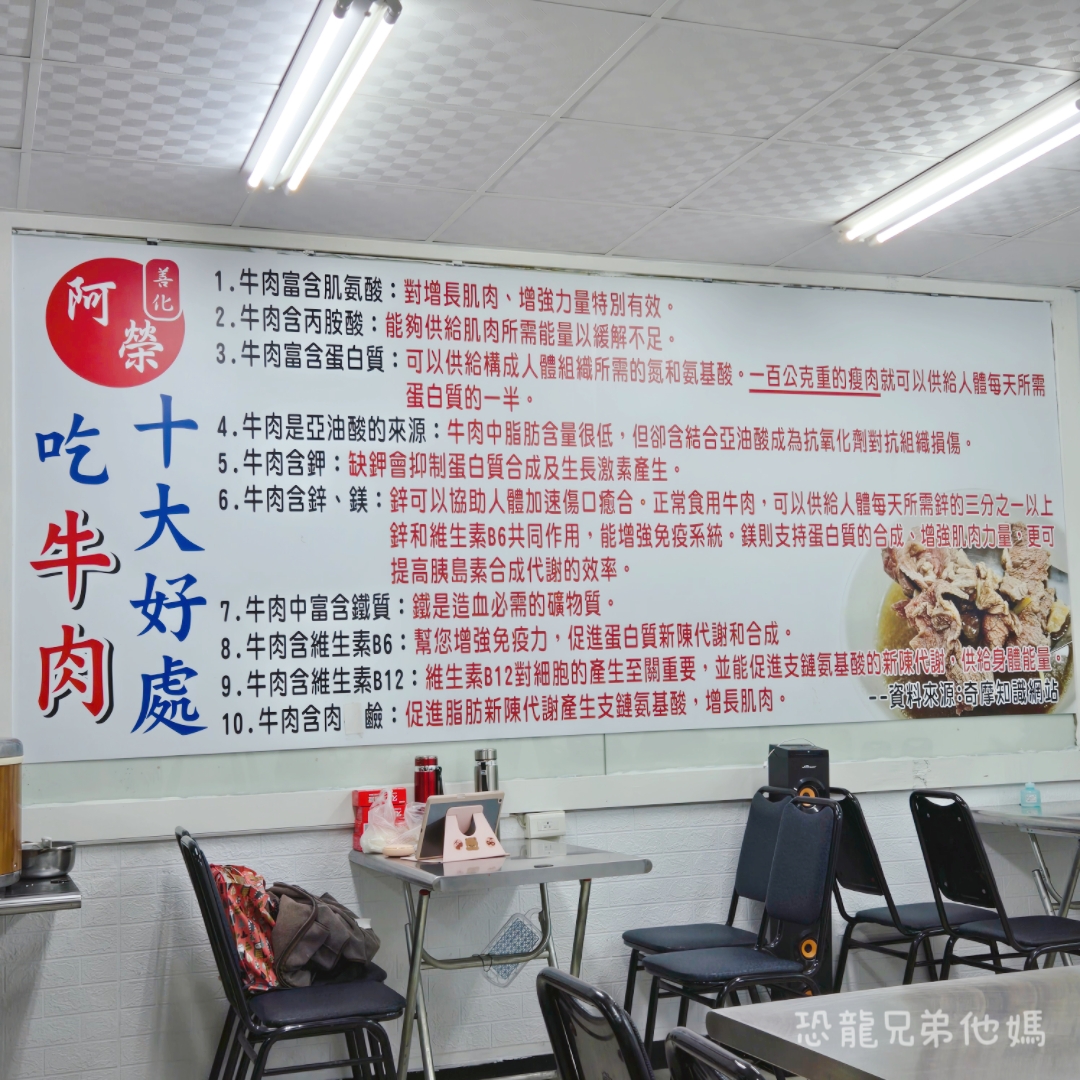 善化
阿榮
吃牛肉
十大好處
1.牛肉富含肌氨酸：對增長肌肉、增強力量特別有效。
2.牛肉含丙胺酸：能夠供給肌肉所需能量以緩解不足。
3.牛肉富含蛋白質：可以供給構成人體組織所需的氮和氨基酸。一百公克重的瘦肉就可以供給人體每天所需
蛋白質的一半。
4.牛肉是亞油酸的來源：牛肉中脂肪含量很低，但卻含結合亞油酸成為抗氧化劑對抗組織損傷。
5.牛肉含鉀：缺鉀會抑制蛋白質合成及生長激素產生。
6.牛肉含鋅、鎂：鋅可以協助人體加速傷口癒合。正常食用牛肉，可以供給人體每天所需鋅的三分之一以上
鋅和維生素B6共同作用，能增強免疫系統。鎂則支持蛋白質的合成、增強肌肉力量，更可
提高胰島素合成代謝的效率。
7.牛肉中富含鐵質：鐵是造血必需的礦物質。
8.牛肉含維生素B6：幫您增強免疫力，促進蛋白質新陳代謝和合成。
9.牛肉含維生素B12：維生素B12對細胞的產生至關重要，並能促進支鏈氨基酸的新陳代謝，供給身體能量。
10.牛肉含肉 鹼：促進脂肪新陳代謝產生支鏈氨基酸，增長肌肉。
--資料來源:奇摩知識網站
恐龍兄弟他媽